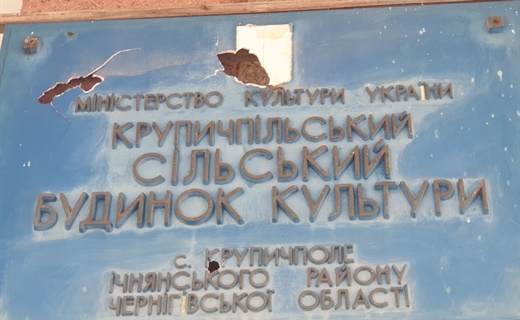 МІНІСТЕРСТВО КУЛЬТУРИ УКРАЇНИ
КРУПИЧПІЛЬСЬКИЙ
СІЛЬСЬКИЙ
БУДИНОК КУЛЬТУРИ
С. КРУПИЧПОЛЕ
ІЧНЯНСЬКОГО РАЙОНУ
ЧЕРНІГІВСЬКОЇ ОБЛАСТІ